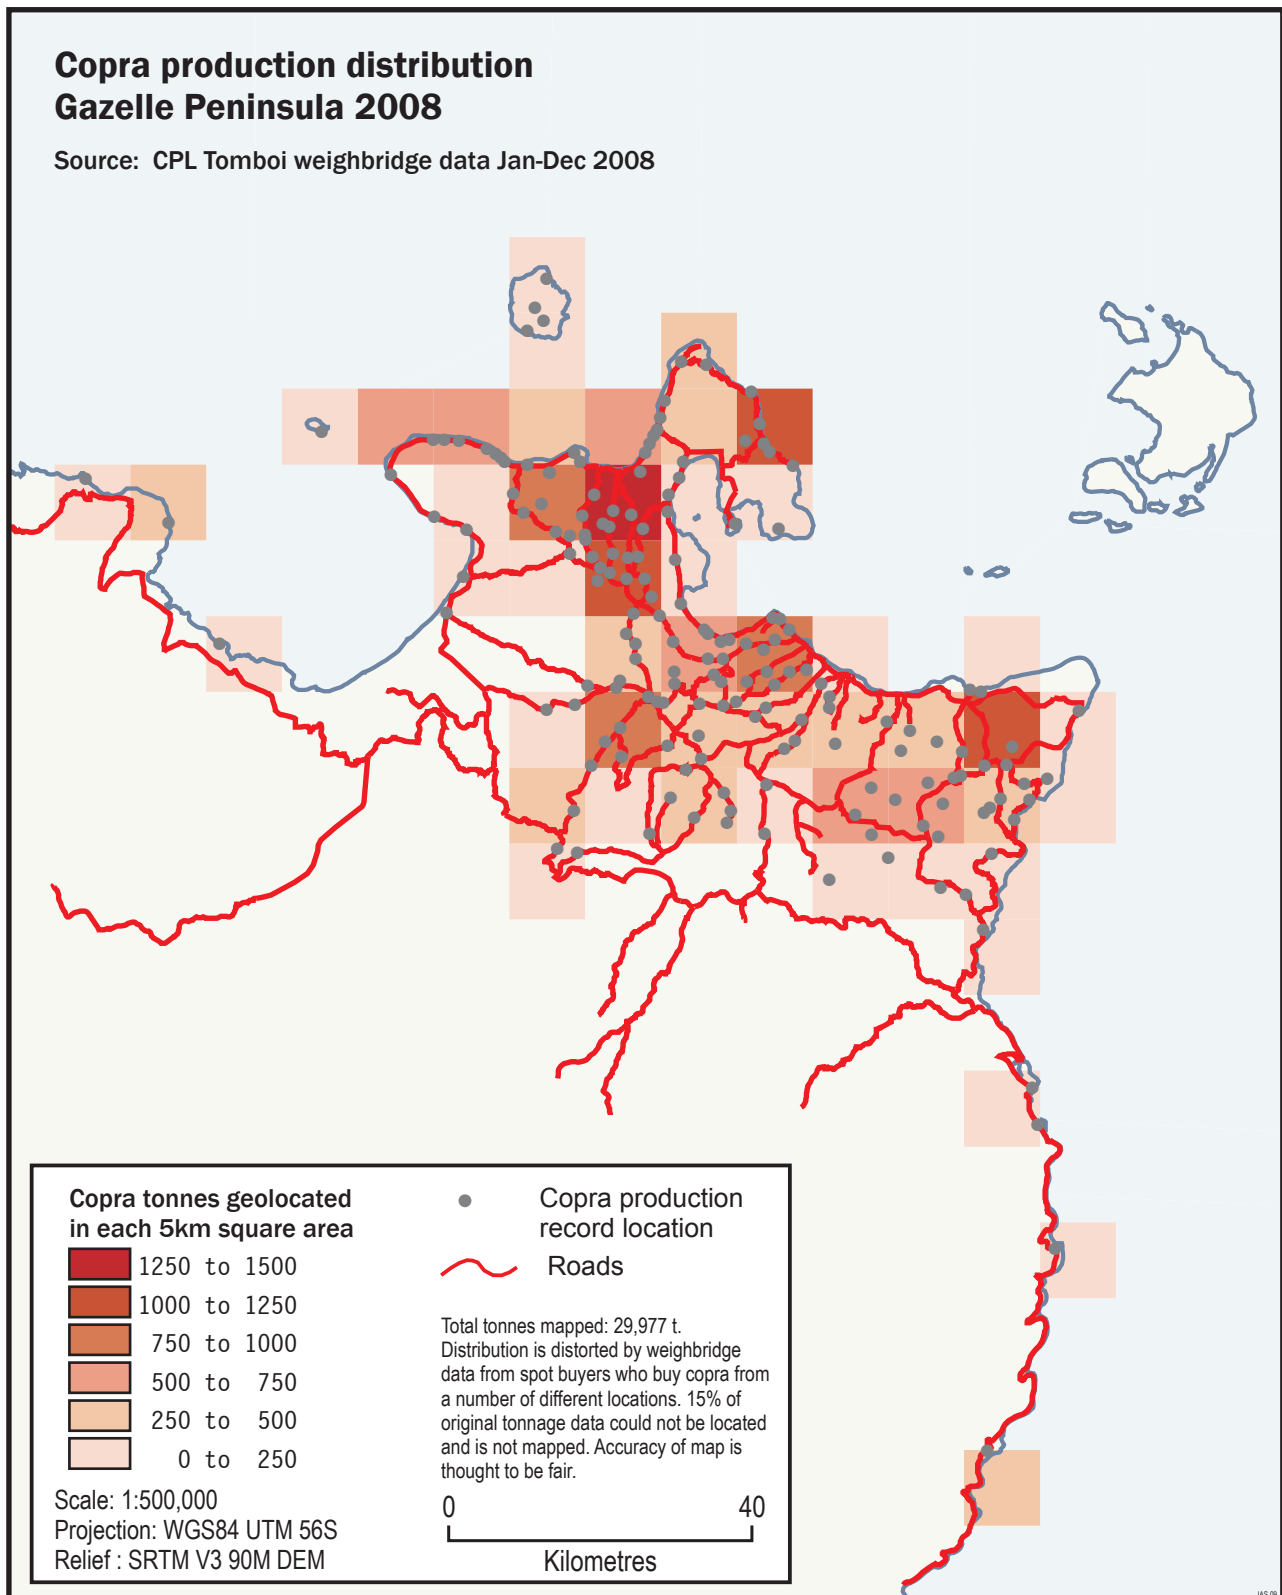 Copra production distribution
Gazelle Peninsula 2008
Source: CPL Tomboi weighbridge data Jan-Dec 2008
Copra tonnes geolocated
in each 5km square area
1250 to 1500
1000 to 1250
750 to 1000
500 to 750
250 to 500
0 to 250
Scale: 1:500,000
Projection: WGS84 UTM 56S
Relief : SRTM V3 90M DEM
Copra production
record location
Roads
Total tonnes mapped: 29,977 t.
Distribution is distorted by weighbridge
data from spot buyers who buy copra from
a number of different locations. 15% of
original tonnage data could not be located
and is not mapped. Accuracy of map is
thought to be fair.
0 40
Kilometres